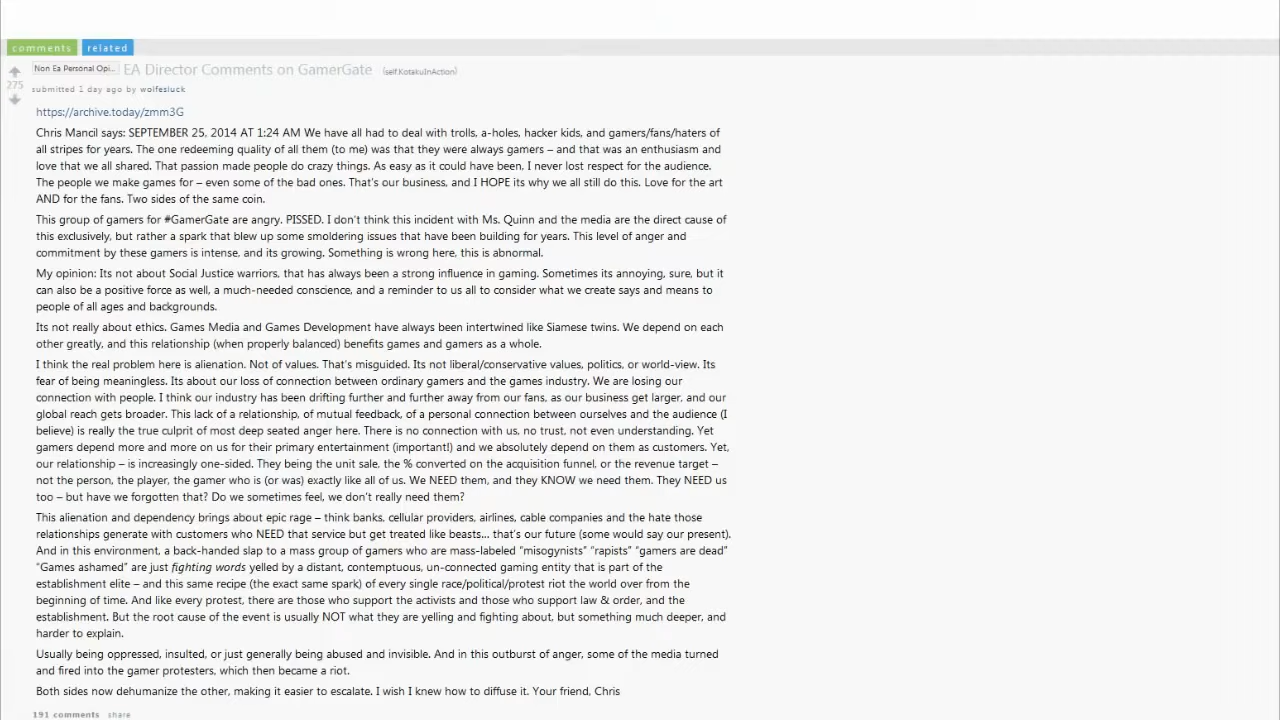 comments related
Non Ea Personal Opi... EA Director Comments on GamerGate (self.KotakuInAction)
275
submitted 1 day ago by wolfesluck
https://archive.today/zmm3G
Chris Mancil says: SEPTEMBER 25, 2014 AT 1:24 AM We have all had to deal with trolls, a-holes, hacker kids, and gamers/fans/haters of
all stripes for years. The one redeeming quality of all them (to me) was that they were always gamers – and that was an enthusiasm and
love that we all shared. That passion made people do crazy things. As easy as it could have been, I never lost respect for the audience.
The people we make games for – even some of the bad ones. That's our business, and I HOPE its why we all still do this. Love for the art
AND for the fans. Two sides of the same coin.
This group of gamers for #GamerGate are angry. PISSED. I don't think this incident with Ms. Quinn and the media are the direct cause of
this exclusively, but rather a spark that blew up some smoldering issues that have been building for years. This level of anger and
commitment by these gamers is intense, and its growing. Something is wrong here, this is abnormal.
My opinion: Its not about Social Justice warriors, that has always been a strong influence in gaming. Sometimes its annoying, sure, but it
can also be a positive force as well, a much-needed conscience, and a reminder to us all to consider what we create says and means to
people of all ages and backgrounds.
Its not really about ethics. Games Media and Games Development have always been intertwined like Siamese twins. We depend on each
other greatly, and this relationship (when properly balanced) benefits games and gamers as a whole.
I think the real problem here is alienation. Not of values. That's misguided. Its not liberal/conservative values, politics, or world-view. Its
fear of being meaningless. Its about our loss of connection between ordinary gamers and the games industry. We are losing our
connection with people. I think our industry has been drifting further and further away from our fans, as our business get larger, and our
global reach gets broader. This lack of a relationship, of mutual feedback, of a personal connection between ourselves and the audience (I
believe) is really the true culprit of most deep seated anger here. There is no connection with us, no trust, not even understanding. Yet
gamers depend more and more on us for their primary entertainment (important!) and we absolutely depend on them as customers. Yet,
our relationship – is increasingly one-sided. They being the unit sale, the % converted on the acquisition funnel, or the revenue target –
not the person, the player, the gamer who is (or was) exactly like all of us. We NEED them, and they KNOW we need them. They NEED us
too – but have we forgotten that? Do we sometimes feel, we don't really need them?
This alienation and dependency brings about epic rage – think banks, cellular providers, airlines, cable companies and the hate those
relationships generate with customers who NEED that service but get treated like beasts... that's our future (some would say our present).
And in this environment, a back-handed slap to a mass group of gamers who are mass-labeled "misogynists" "rapists" "gamers are dead"
"Games ashamed" are just fighting words yelled by a distant, contemptuous, un-connected gaming entity that is part of the
establishment elite – and this same recipe (the exact same spark) of every single race/political/protest riot the world over from the
beginning of time. And like every protest, there are those who support the activists and those who support law & order, and the
establishment. But the root cause of the event is usually NOT what they are yelling and fighting about, but something much deeper, and
harder to explain.
Usually being oppressed, insulted, or just generally being abused and invisible. And in this outburst of anger, some of the media turned
and fired into the gamer protesters, which then became a riot.
Both sides now dehumanize the other, making it easier to escalate. I wish I knew how to diffuse it. Your friend, Chris
191 comments share